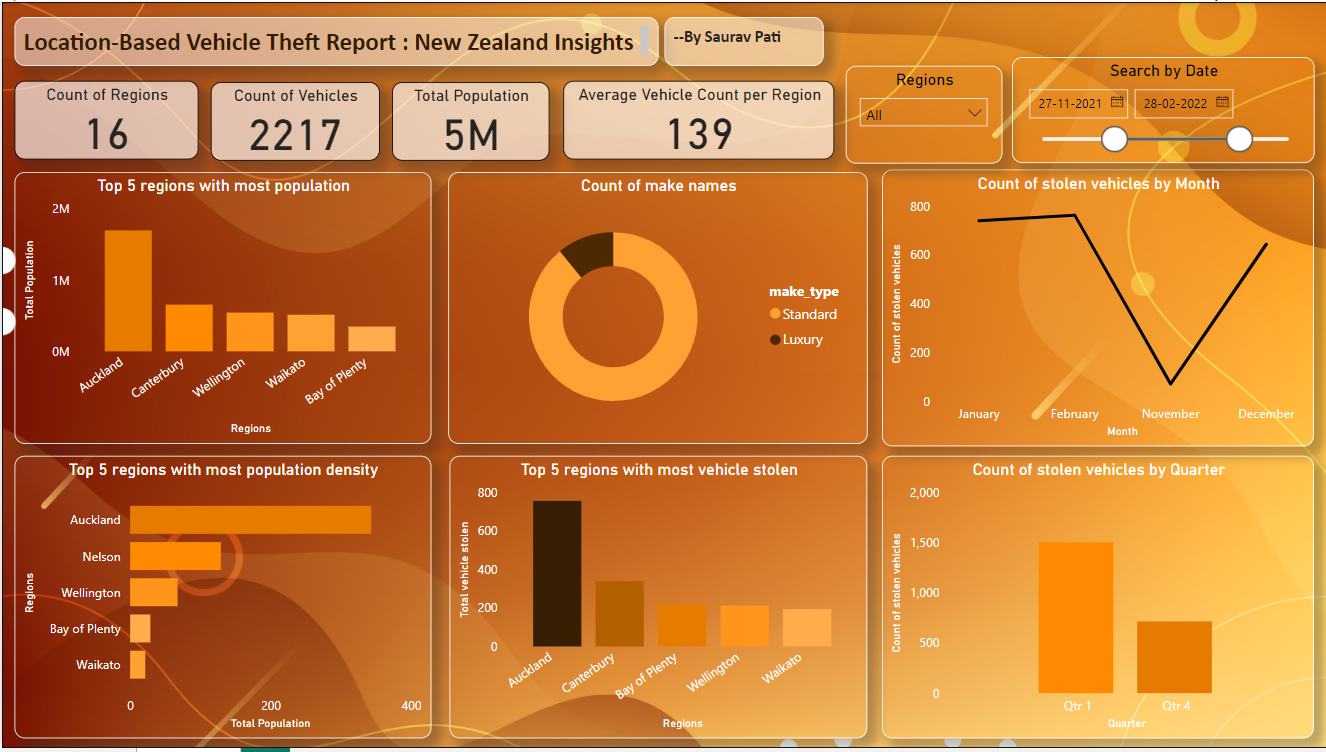 Location-Based Vehicle Theft Report : New Zealand Insights
--By Saurav Pati
Count of Regions
16
Count of Vehicles
2217
Total Population
5M
Average Vehicle Count per Region
139
Regions
All
Search by Date
27-11-2021
28-02-2022
Top 5 regions with most population
2M
1M
0M
Total Population
Auckland
Canterbury
Wellington
Waikato
Bay of Plenty
Regions
Count of make names
make_type
Standard
Luxury
Count of stolen vehicles by Month
800
600
400
200
0
Count of stolen vehicles
January
February
November
December
Month
Top 5 regions with most population density
Regions
Auckland
Nelson
Wellington
Bay of Plenty
Waikato
0
200
400
Total Population
Top 5 regions with most vehicle stolen
800
600
400
200
0
Total vehicle stolen
Auckland
Canterbury
Bay of Plenty
Wellington
Waikato
Regions
Count of stolen vehicles by Quarter
2,000
1,500
1,000
500
0
Count of stolen vehicles
Qtr 1
Qtr 4
Quarter